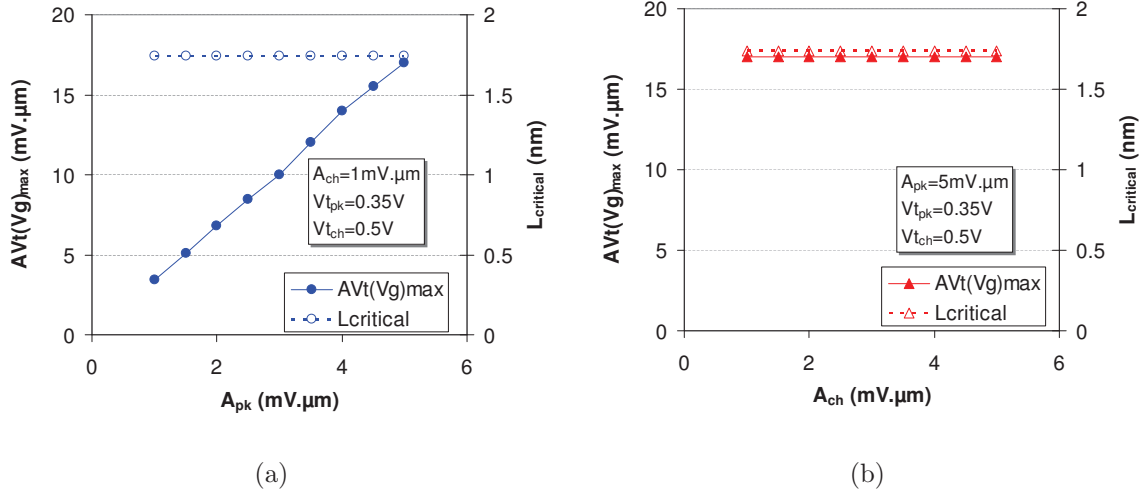 20
15
10
5
0
AVt(Vg)max (mV.µm)
2
1.5
1
0.5
0
Lcritical (nm)
Ach=1mV.µm
Vtpk=0.35V
Vtch=0.5V
AVt(Vg)max
Lcritical
0 2 4 6
Apk (mV.µm)
(a)
20
15
10
5
0
AVt(Vg)max (mV.µm)
2
1.5
1
0.5
0
Lcritical (nm)
Apk=5mV.µm
Vtpk=0.35V
Vtch=0.5V
AVt(Vg)max
Lcritical
0 2 4 6
Ach (mV.µm)
(b)